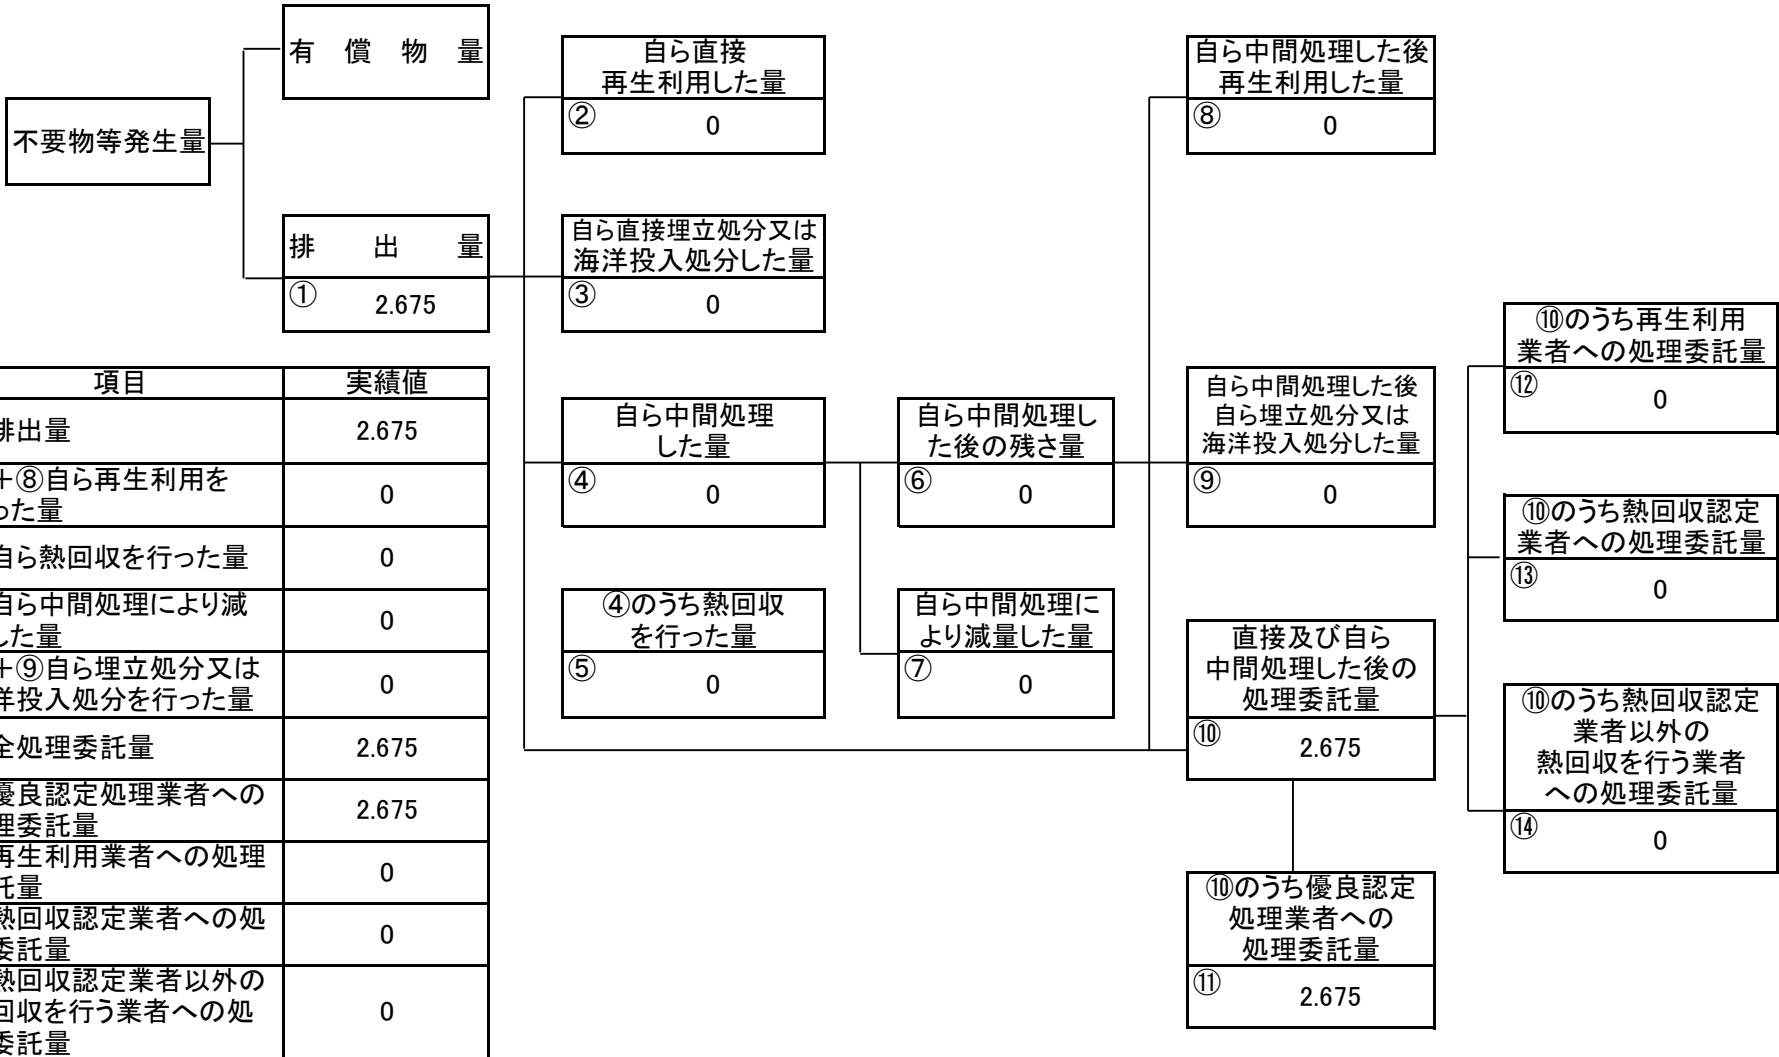 有 償 物 量
不要物等発生量
排 出 量
① 2.675
自ら直接
再生利用した量
② 0
自ら直接埋立処分又は
海洋投入処分した量
③ 0
自ら中間処理
した量
④ 0
④のうち熱回収
を行った量
⑤ 0
自ら中間処理し
た後の残さ量
⑥ 0
自ら中間処理に
より減量した量
⑦ 0
自ら中間処理した後
再生利用した量
⑧ 0
自ら中間処理した後
自ら埋立処分又は
海洋投入処分した量
⑨ 0
直接及び自ら
中間処理した後の
処理委託量
⑩ 2.675
⑩のうち優良認定
処理業者への
処理委託量
⑪ 2.675
⑩のうち再生利用
業者への処理委託量
⑫ 0
⑩のうち熱回収認定
業者への処理委託量
⑬ 0
⑩のうち熱回収認定
業者以外の
熱回収を行う業者
への処理委託量
⑭ 0
項目 実績値
排出量 2.675
+⑧自ら再生利用を
った量 0
自ら熱回収を行った量 0
自ら中間処理により減
した量 0
+⑨自ら埋立処分又は
洋投入処分を行った量 0
全処理委託量 2.675
優良認定処理業者への
理委託量 2.675
再生利用業者への処理
託量 0
熱回収認定業者への処
委託量 0
熱回収認定業者以外の
回収を行う業者への処
委託量 0